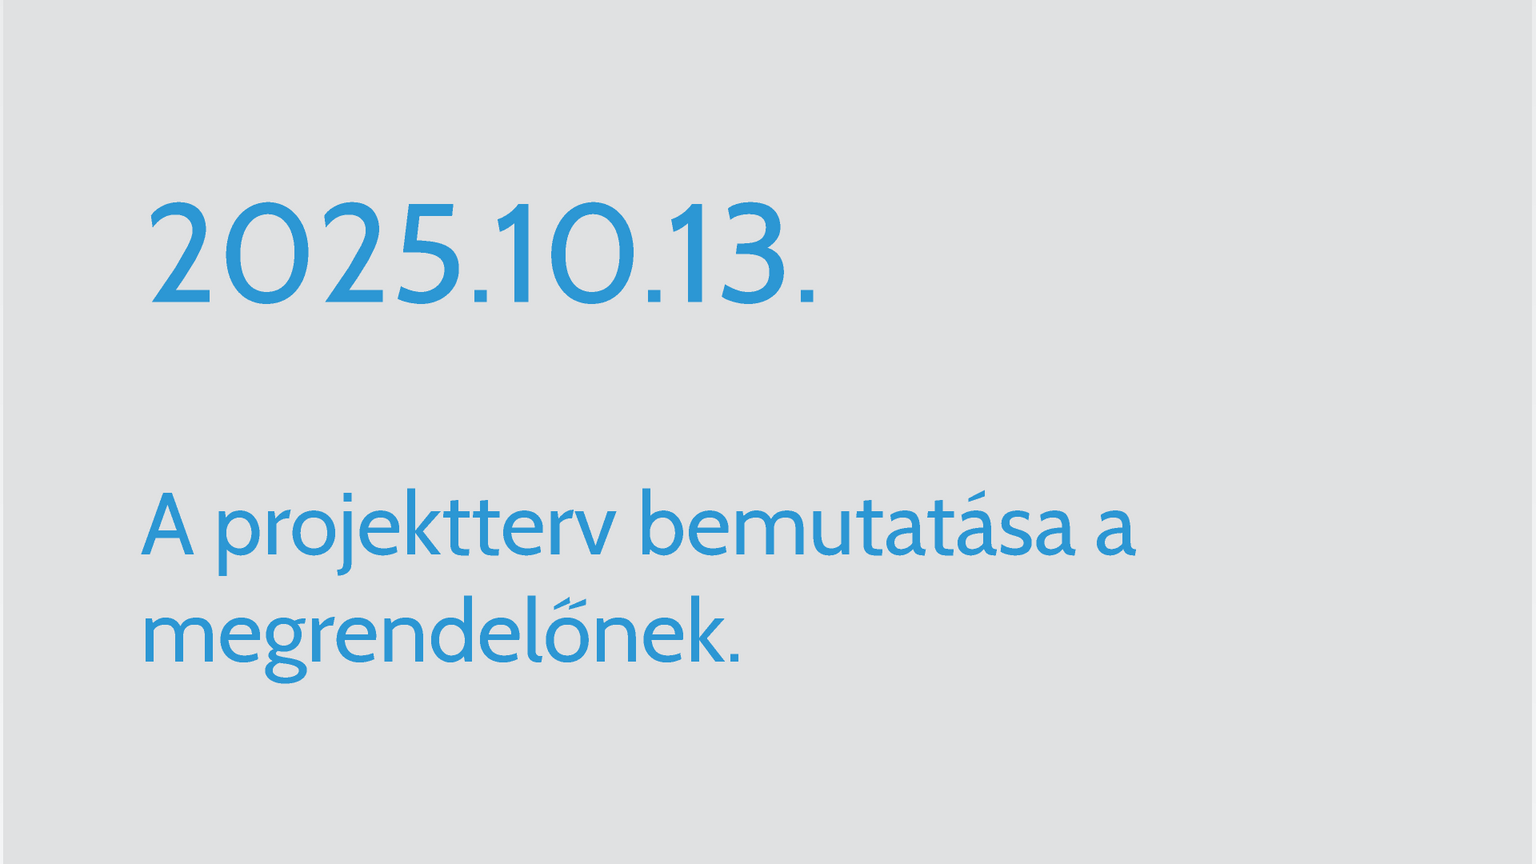 2025.10.13.
A projektterv bemutatása a
megrendelőnek.